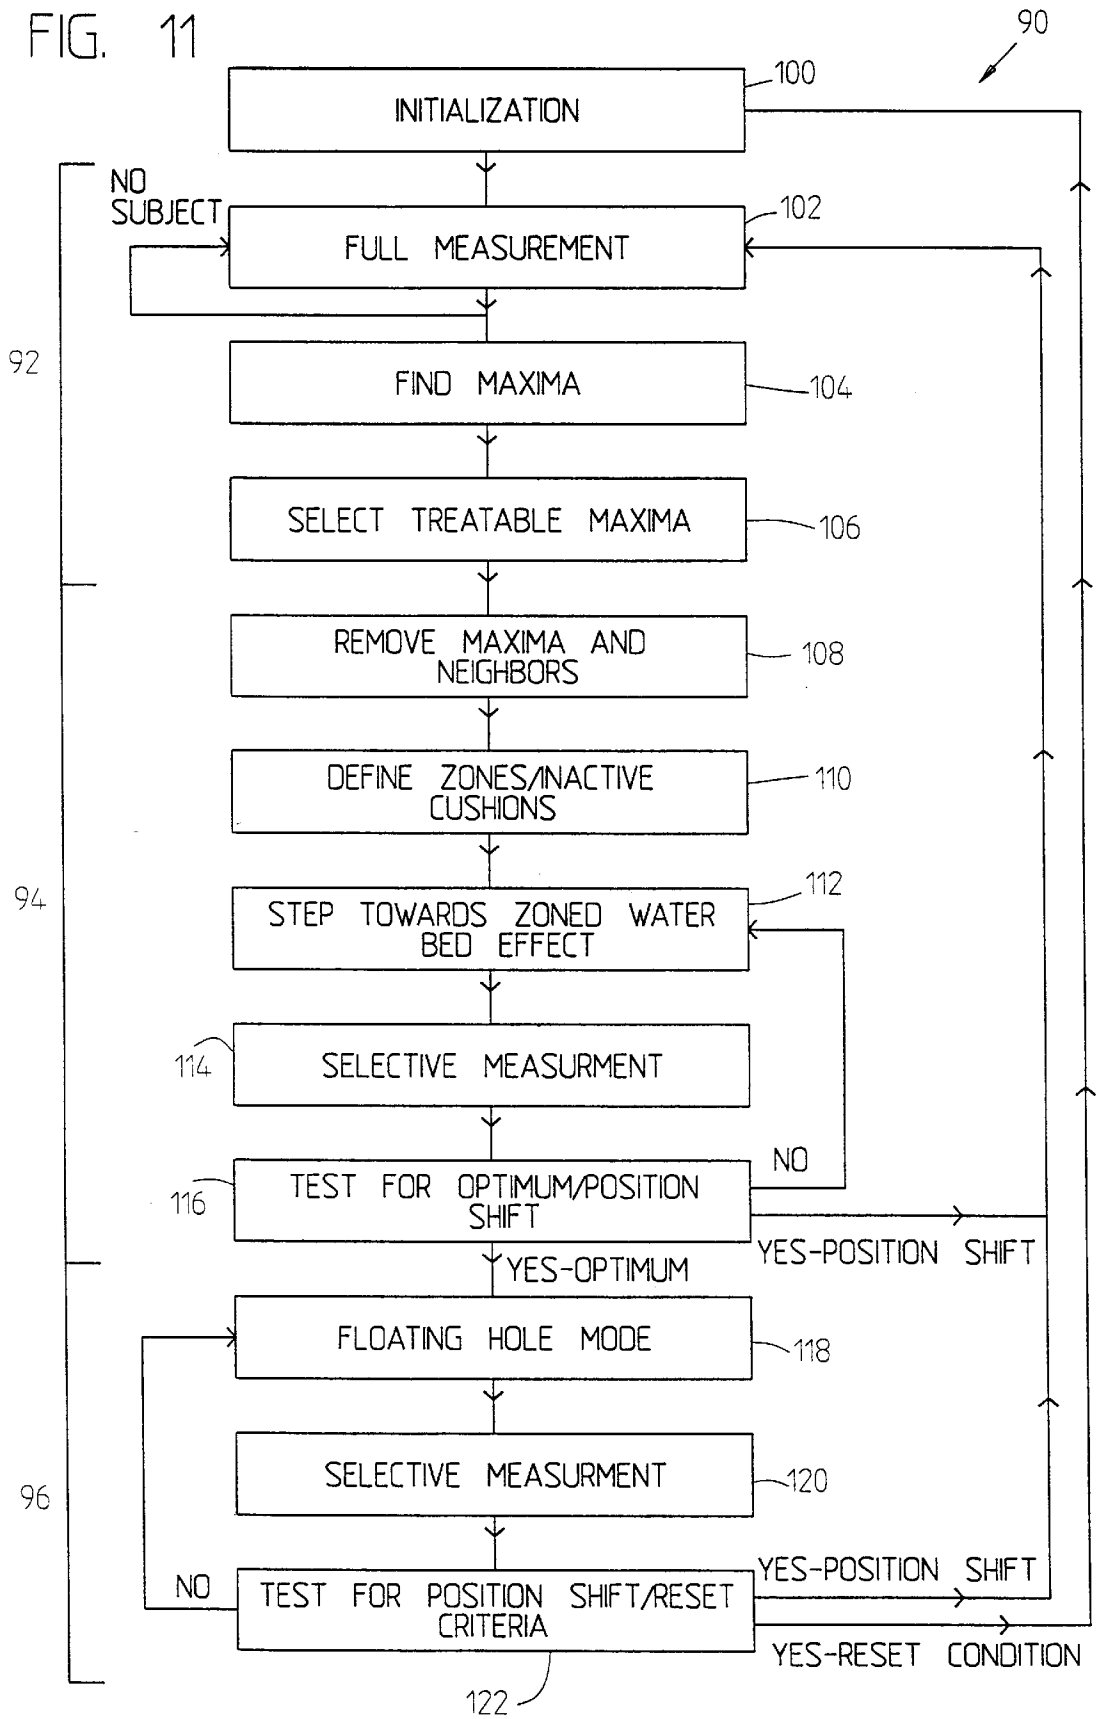 FIG. 11
90
100
INITIALIZATION
NO
SUBJECT
102
FULL MEASUREMENT
92
FIND MAXIMA
104
SELECT TREATABLE MAXIMA
106
REMOVE MAXIMA AND
NEIGHBORS
108
DEFINE ZONES/INACTIVE
CUSHIONS
110
94
112
STEP TOWARDS ZONED WATER
BED EFFECT
114
SELECTIVE MEASURMENT
NO
116
TEST FOR OPTIMUM/POSITION
SHIFT
YES-POSITION SHIFT
YES-OPTIMUM
FLOATING HOLE MODE
118
96
SELECTIVE MEASURMENT
120
YES-POSITION SHIFT
NO
TEST FOR POSITION SHIFT/RESET
CRITERIA
YES-RESET CONDITION
122